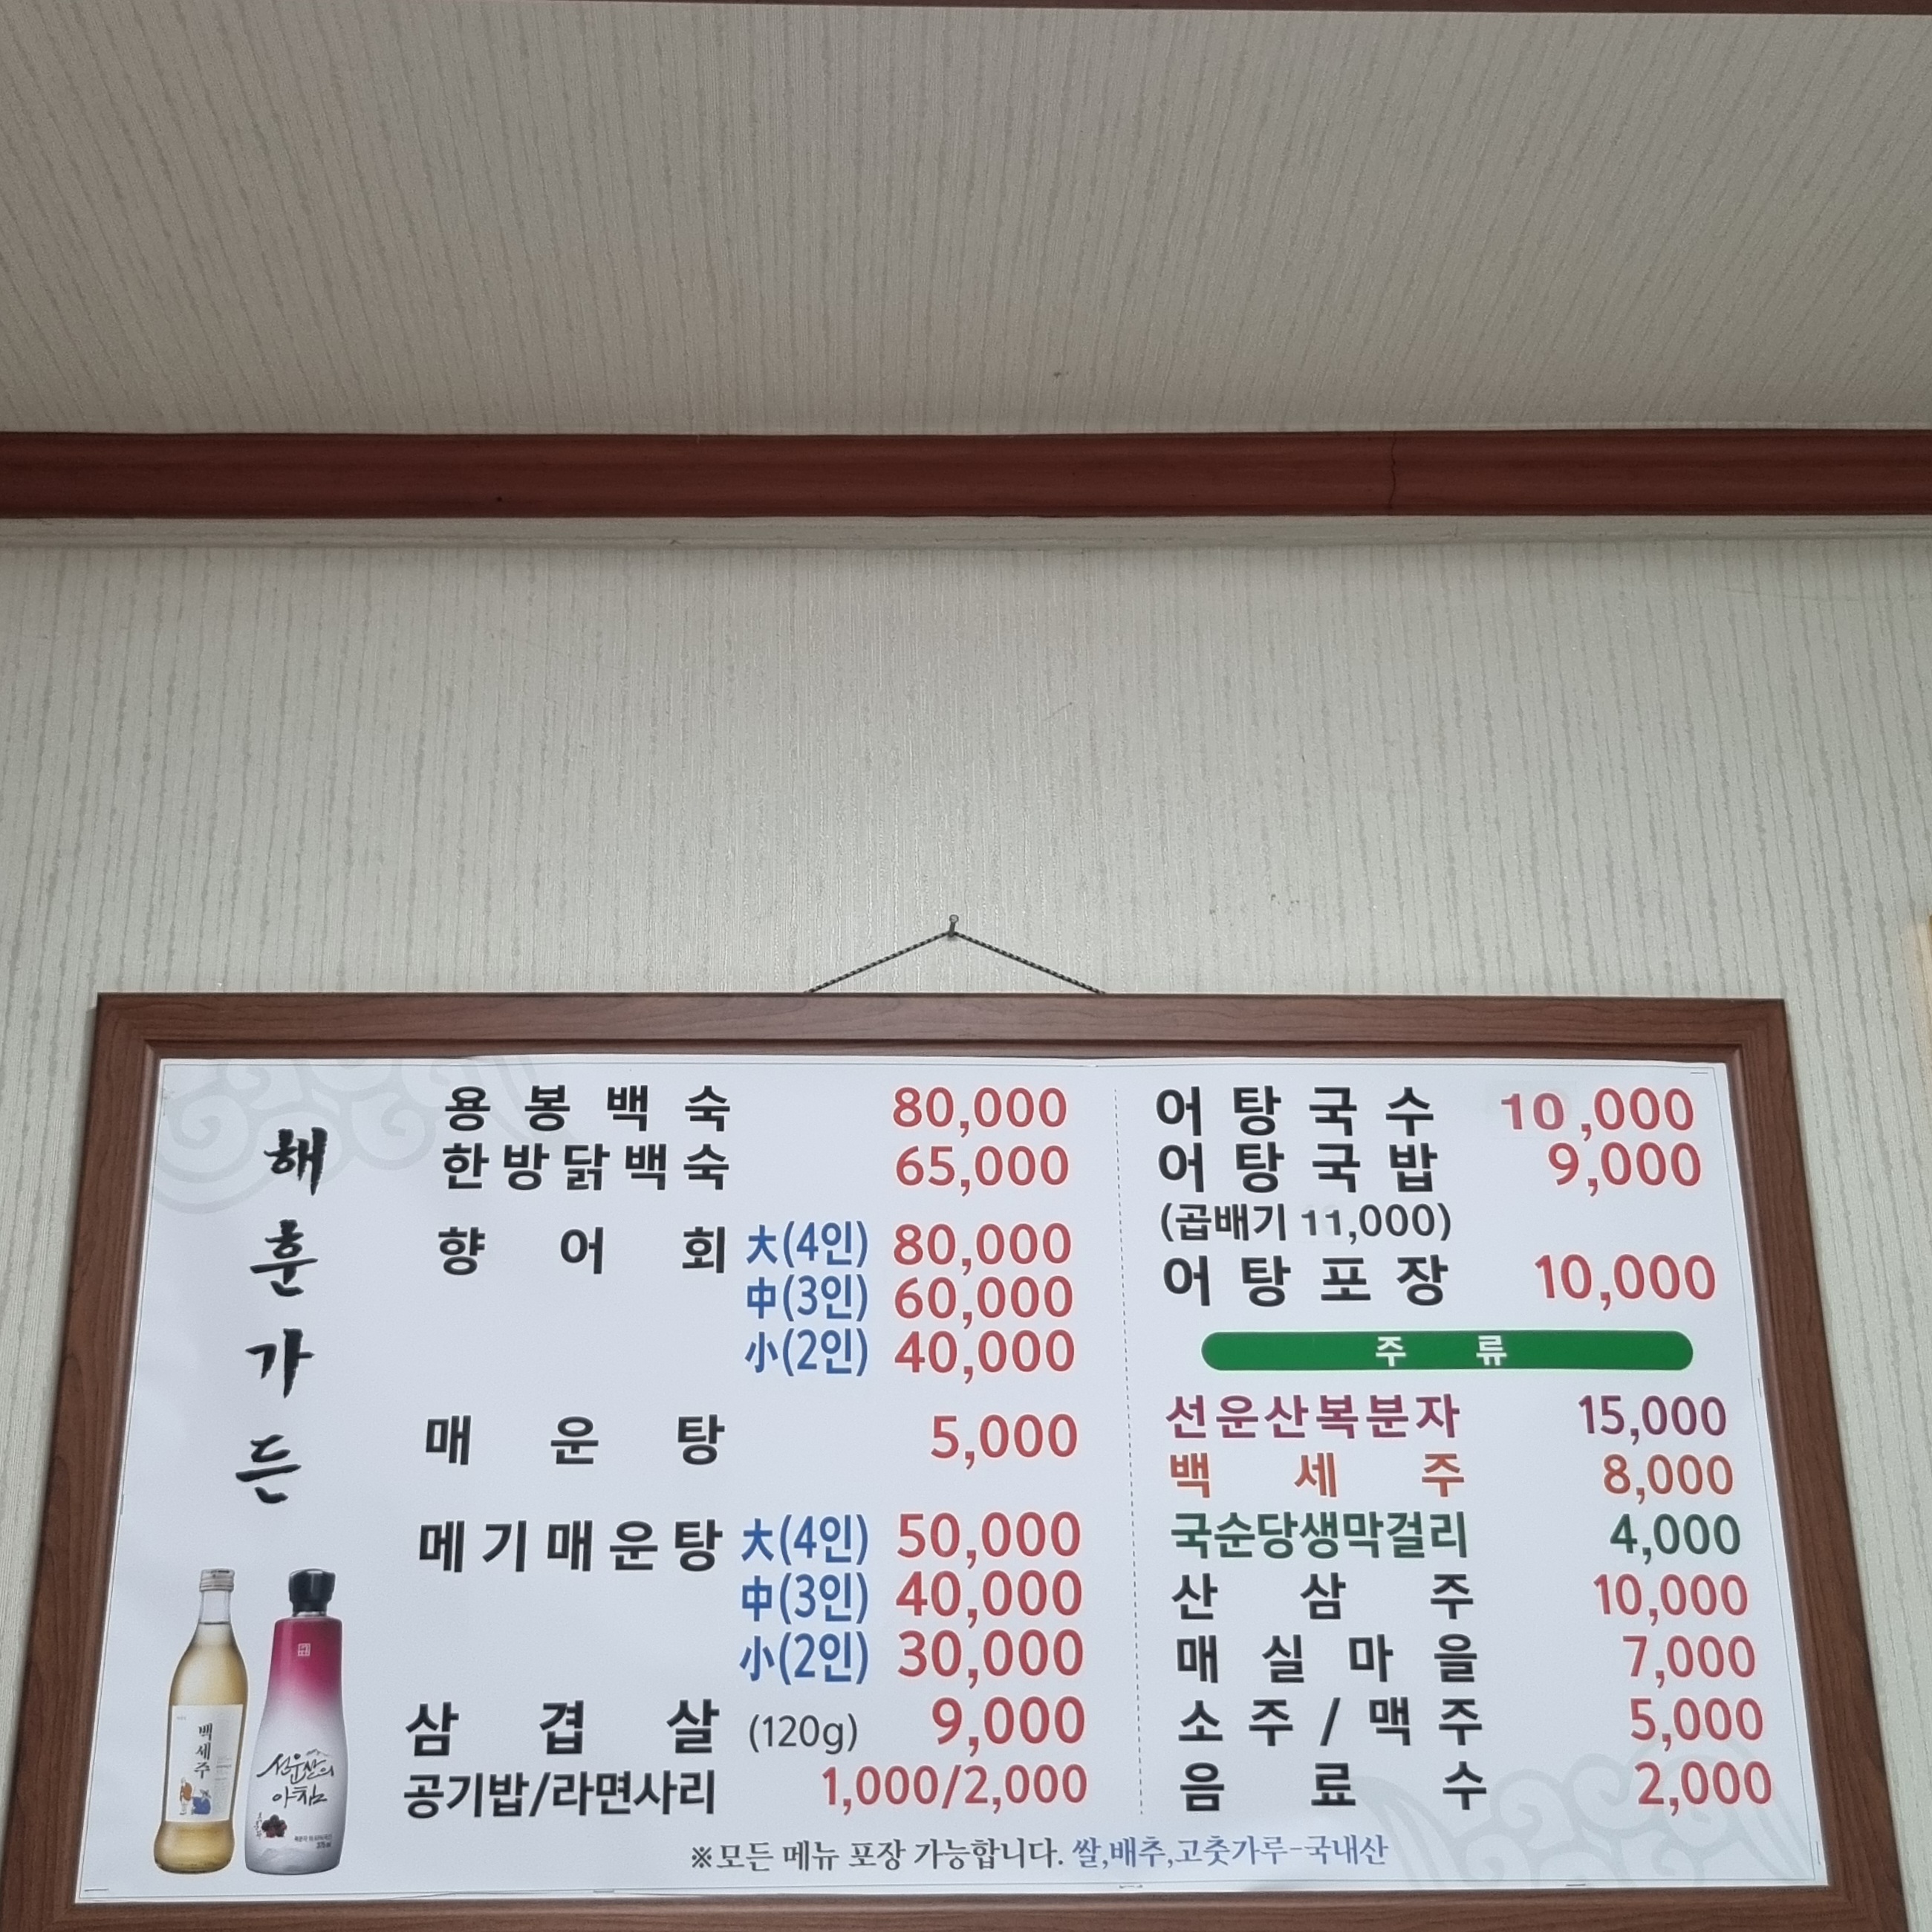 해훈가든
용봉백숙 80,000
한방닭백숙 65,000
향어회 大(4인) 80,000
中(3인) 60,000
小(2인) 40,000
매운탕 5,000
메기매운탕 大(4인) 50,000
中(3인) 40,000
小(2인) 30,000
삼겹살 (120g) 9,000
공기밥/라면사리 1,000/2,000
어탕국수 10,000
어탕국밥 9,000
(곱배기 11,000)
어탕포장 10,000
주류
선운산복분자 15,000
백세주 8,000
국순당생막걸리 4,000
산삼주 10,000
매실마을 7,000
소주/맥주 5,000
음료수 2,000
※모든 메뉴 포장 가능합니다. 쌀,배추,고춧가루-국내산
백세주
선운산의
아침